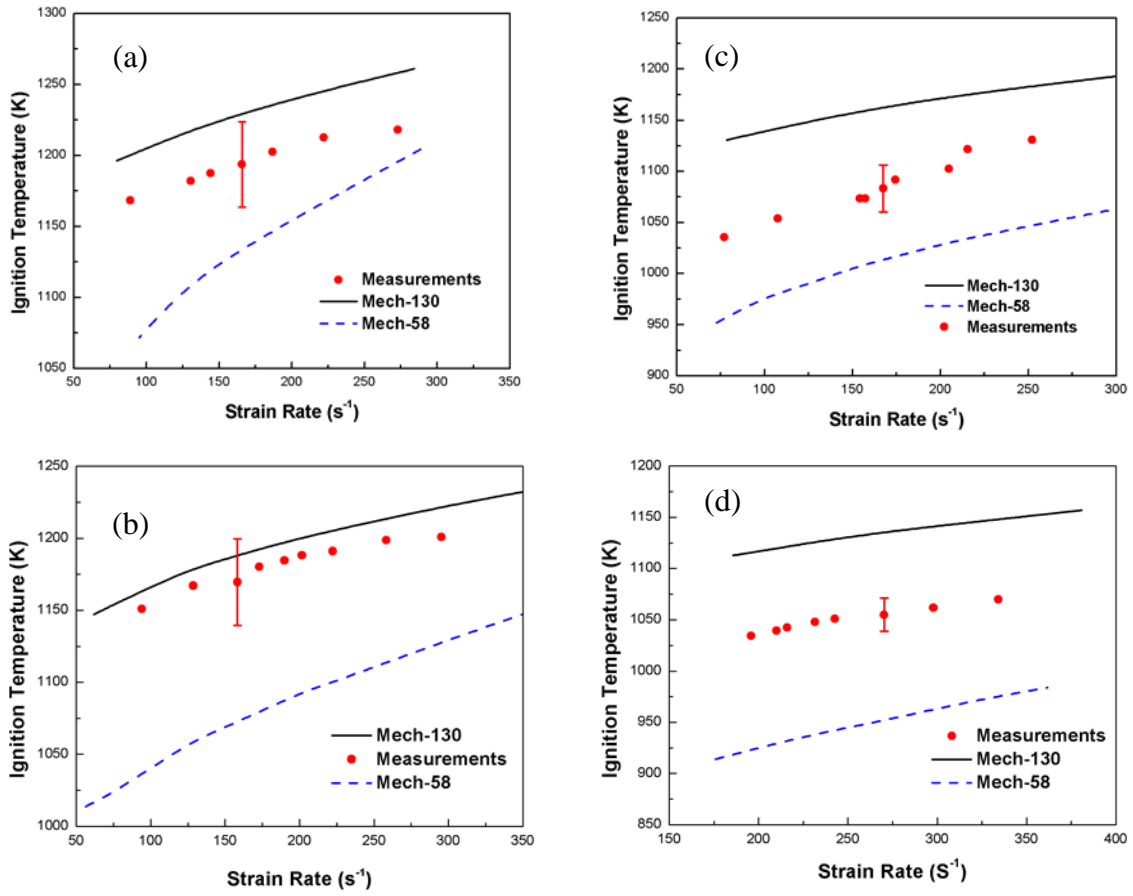 (a)
1300
1250
1200
1150
1100
1050
Ignition Temperature (K)
Measurements
Mech-130
Mech-58
50 100 150 200 250 300 350
Strain Rate (s-1)
(c)
1250
1200
1150
1100
1050
1000
950
900
Ignition Temperature (K)
Mech-130
Mech-58
Measurements
50 100 150 200 250 300
Strain Rate (s-1)
(b)
1250
1200
1150
1100
1050
1000
Ignition Temperature (K)
Mech-130
Measurements
Mech-58
50 100 150 200 250 300 350
Strain Rate (s-1)
(d)
1200
1150
1100
1050
1000
950
900
850
Ignition Temperature (K)
Measurements
Mech-130
Mech-58
150 200 250 300 350 400
Strain Rate (S-1)